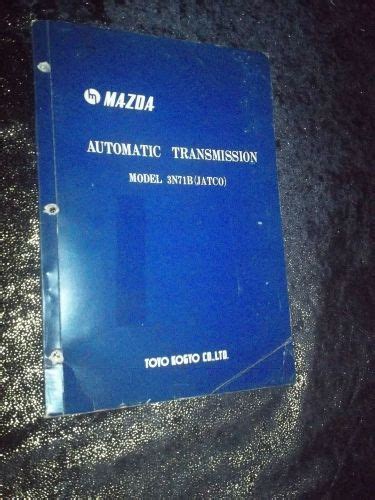 MAZDA
AUTOMATIC TRANSMISSION
MODEL 3N71B(JATCO)
TOYO KOGYO CO.,LTD.